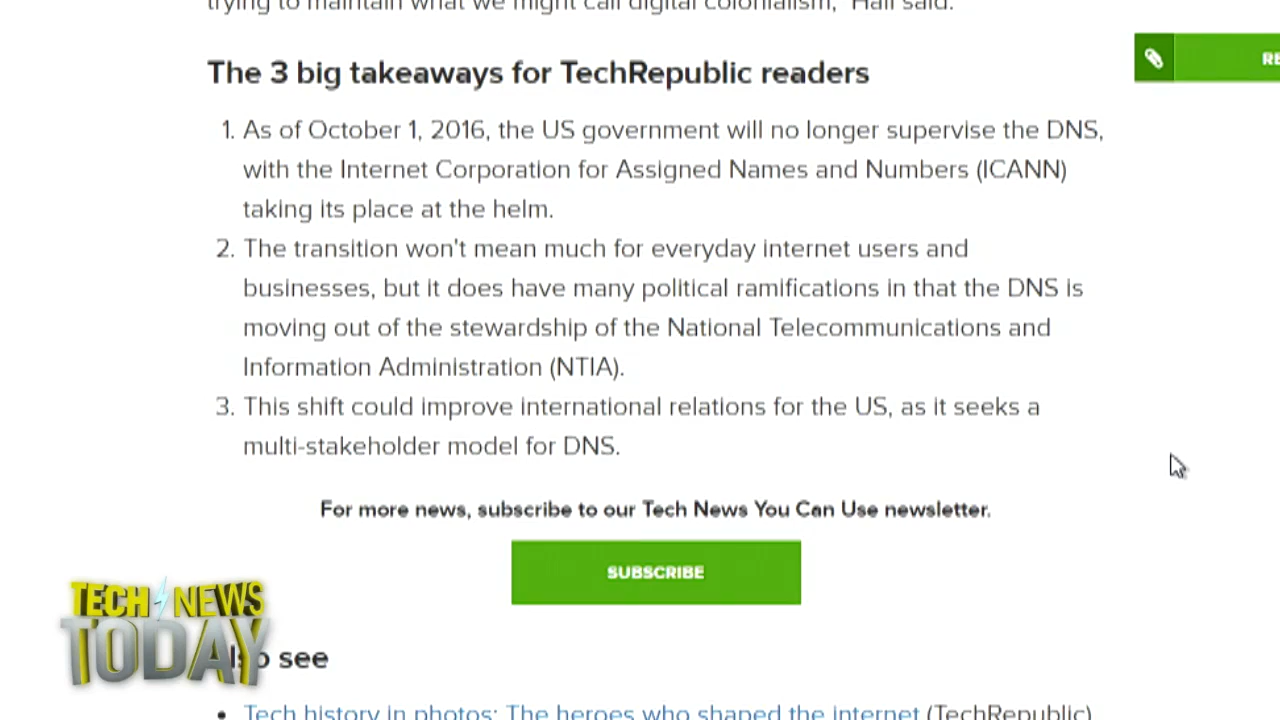 trying to maintain what we might call digital colonialism," Hall said.
The 3 big takeaways for TechRepublic readers
RE
1. As of October 1, 2016, the US government will no longer supervise the DNS,
with the Internet Corporation for Assigned Names and Numbers (ICANN)
taking its place at the helm.
2. The transition won't mean much for everyday internet users and
businesses, but it does have many political ramifications in that the DNS is
moving out of the stewardship of the National Telecommunications and
Information Administration (NTIA).
3. This shift could improve international relations for the US, as it seeks a
multi-stakeholder model for DNS.
For more news, subscribe to our Tech News You Can Use newsletter.
SUBSCRIBE
TECH NEWS
TODAY
see
• Tech history in photos: The heroes who shaped the internet (TechRepublic)